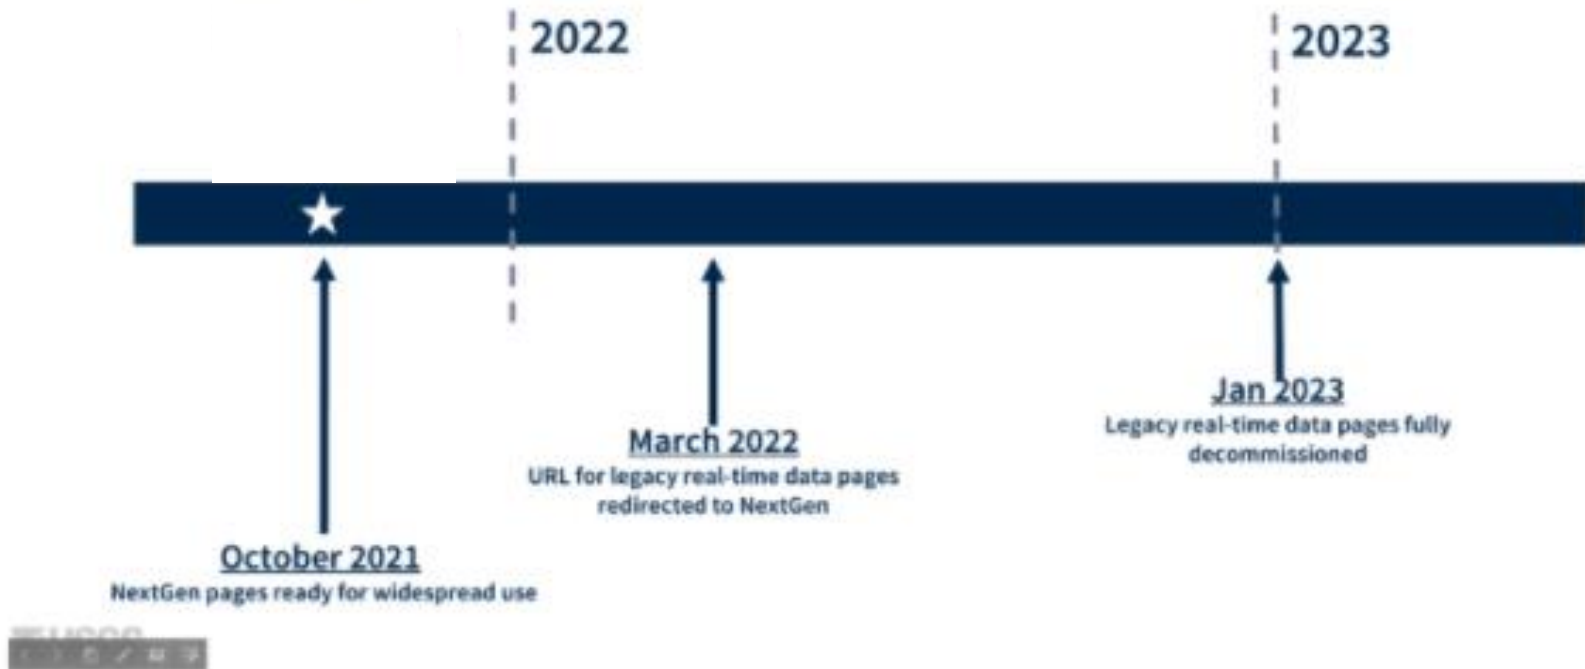 2022
2023
Jan 2023
Legacy real-time data pages fully
decommissioned
March 2022
URL for legacy real-time data pages
redirected to NextGen
October 2021
NextGen pages ready for widespread use